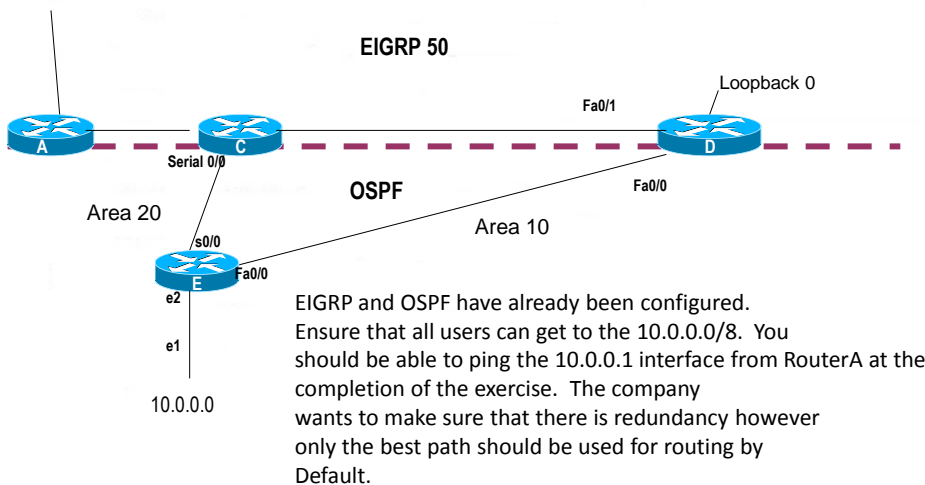 EIGRP 50
Loopback 0
Fa0/1
A
C
D
Serial 0/0
OSPF
Fa0/0
Area 20
Area 10
s0/0
Fa0/0
E
e2
e1
10.0.0.0
EIGRP and OSPF have already been configured.
Ensure that all users can get to the 10.0.0.0/8. You
should be able to ping the 10.0.0.1 interface from RouterA at the
completion of the exercise. The company
wants to make sure that there is redundancy however
only the best path should be used for routing by
Default.